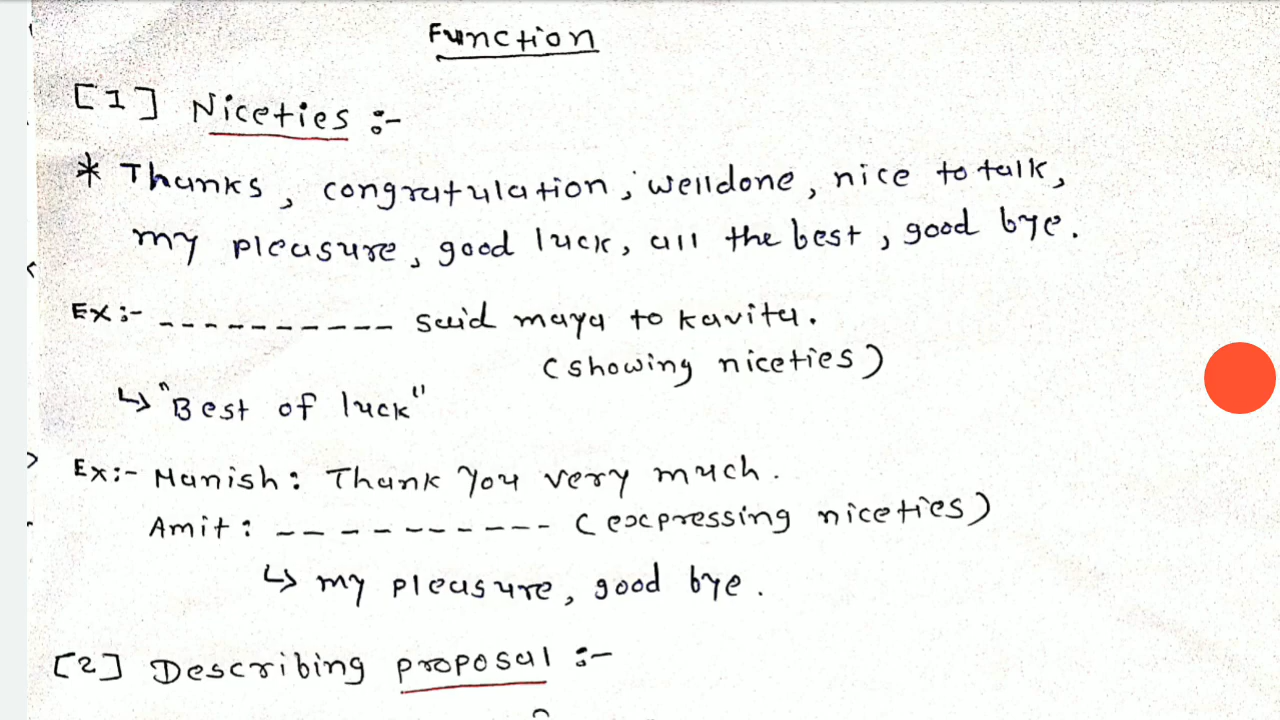 Function
[1] Niceties :-
* Thanks, congratulation, welldone, nice to talk,
my pleasure, good luck, all the best, good bye.
Ex :- ---------- said maya to kavita.
(showing niceties)
↳ "Best of luck"
Ex:- Manish: Thank You very much.
Amit: ---------- (expressing niceties)
↳ my pleasure, good bye.
[2] Describing proposal :-